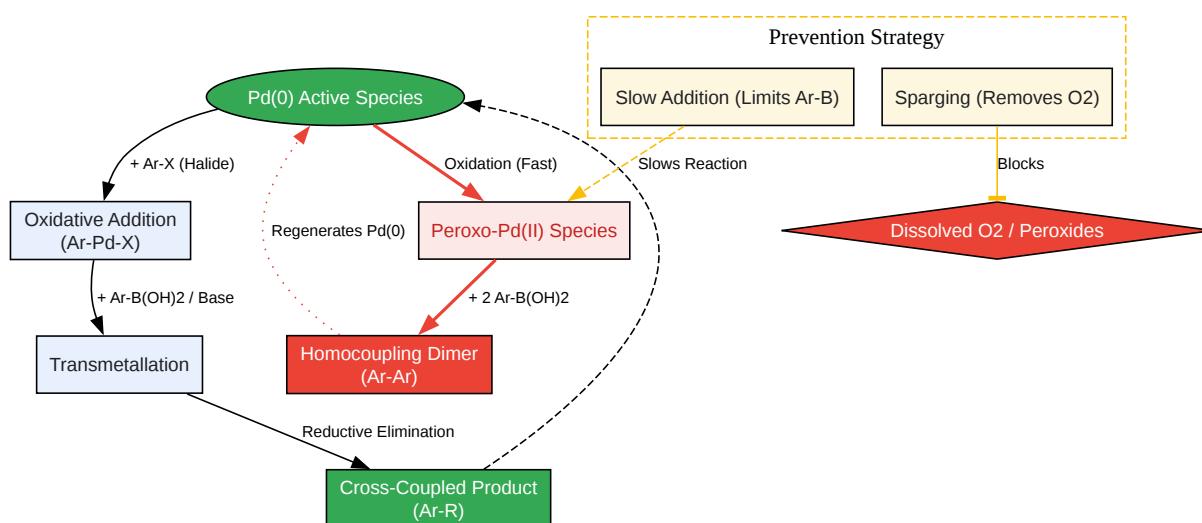 Prevention Strategy
Pd(0) Active Species
Slow Addition (Limits Ar-B)
Sparging (Removes O2)
+ Ar-X (Halide)
Oxidation (Fast)
Slows Reaction
Blocks
Oxidative Addition
(Ar-Pd-X)
Regenerates Pd(0)
Peroxo-Pd(II) Species
Dissolved O2 / Peroxides
+ Ar-B(OH)2 / Base
+ 2 Ar-B(OH)2
Transmetallation
Homocoupling Dimer
(Ar-Ar)
Reductive Elimination
Cross-Coupled Product
(Ar-R)